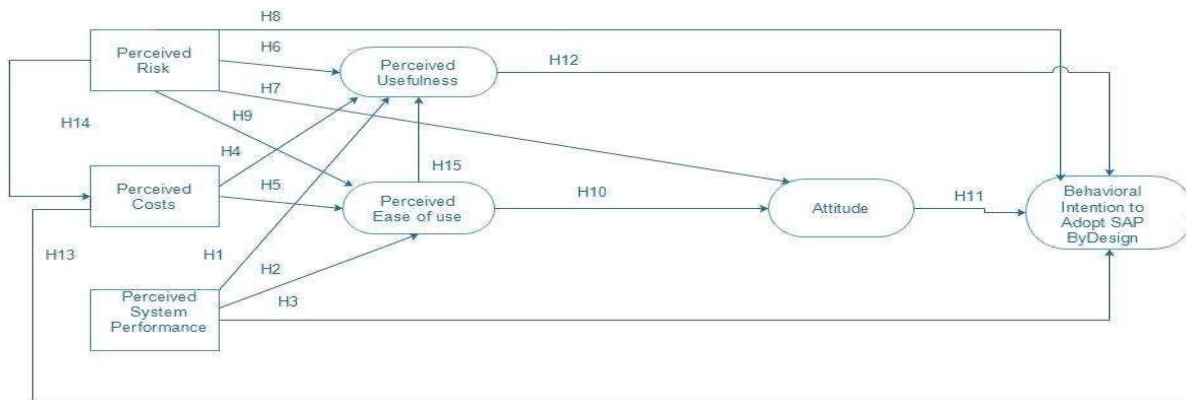 H8
Perceived
Risk
H6
Perceived
Usefulness
H12
H7
H14
H9
H4
H15
Perceived
Costs
H5
Perceived
Ease of use
H10
Attitude
H11
Behavioral
Intention to
Adopt SAP
ByDesign
H13
H1
H2
H3
Perceived
System
Performance